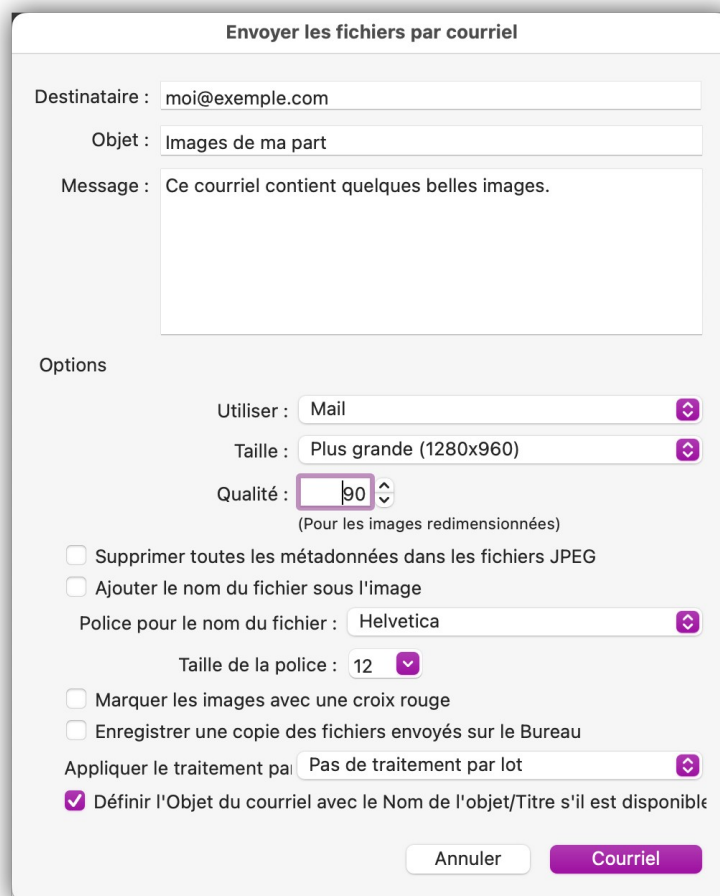 Envoyer les fichiers par courriel
Destinataire : moi@exemple.com
Objet : Images de ma part
Message : Ce courriel contient quelques belles images.
Options
Utiliser : Mail
Taille : Plus grande (1280x960)
Qualité : 90
(Pour les images redimensionnées)
Supprimer toutes les métadonnées dans les fichiers JPEG
Ajouter le nom du fichier sous l'image
Police pour le nom du fichier : Helvetica
Taille de la police : 12
Marquer les images avec une croix rouge
Enregistrer une copie des fichiers envoyés sur le Bureau
Appliquer le traitement par Pas de traitement par lot
Définir l'Objet du courriel avec le Nom de l'objet/Titre s'il est disponible
Annuler Courriel